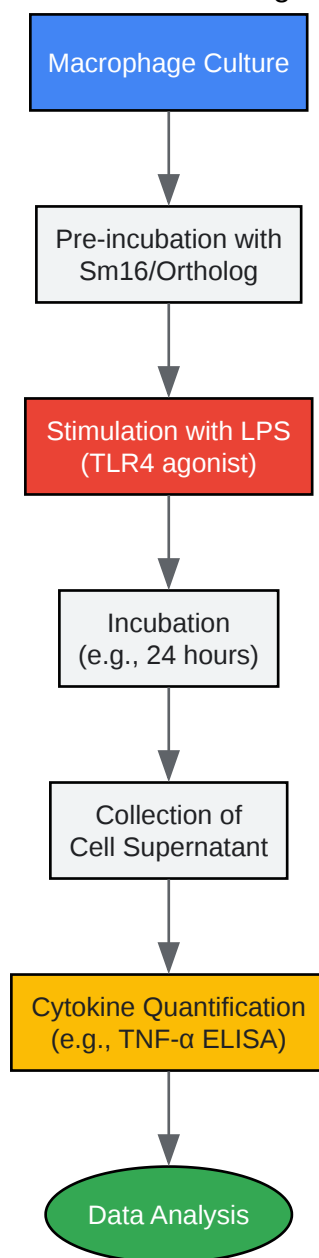 Macrophage Culture
Pre-incubation with
Sm16/Ortholog
Stimulation with LPS
(TLR4 agonist)
Incubation
(e.g., 24 hours)
Collection of
Cell Supernatant
Cytokine Quantification
(e.g., TNF-α ELISA)
Data Analysis